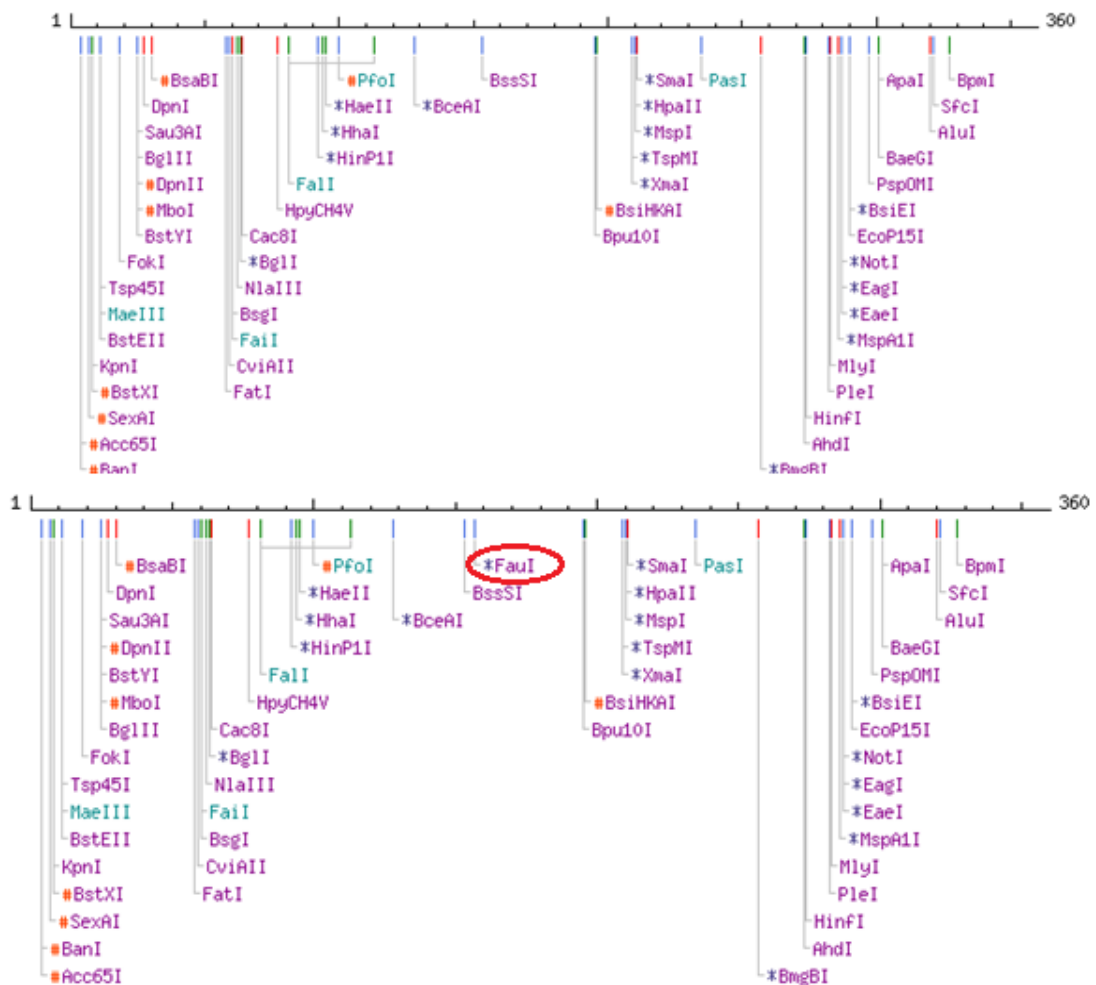 1 360
#BsaBI #PfoI BssSI *SmaI PasI ApaI BpmI
DpnI *HaeII *BceAI *HpaII SfcI
Sau3AI *HhaI *MspI AluI
BglII *HinP1I *TspMI BaeGI
#DpnII FalI *XmaI PspOMI
#MboI HpyCH4V #BsiHKAI *BsiEI
BstYI Cac8I Bpu10I EcoP15I
FokI *BglI *NotI
Tsp45I NlaIII *EagI
MaeIII BsgI *EaeI
BstEII FaiI *MspA1I
KpnI CviAII MlyI
#BstXI FatI PleI
#SexAI HinfI
#Acc65I AhdI
#BanI *BmgBI
1 360
#BsaBI #PfoI *FauI *SmaI PasI ApaI BpmI
DpnI *HaeII BssSI *HpaII SfcI
Sau3AI *HhaI *BceAI *MspI AluI
#DpnII *HinP1I *TspMI BaeGI
BstYI FalI *XmaI PspOMI
#MboI HpyCH4V #BsiHKAI *BsiEI
BglII Cac8I Bpu10I EcoP15I
FokI *BglI *NotI
Tsp45I NlaIII *EagI
MaeIII FaiI *EaeI
BstEII BsgI *MspA1I
KpnI CviAII MlyI
#BstXI FatI PleI
#SexAI HinfI
#BanI AhdI
#Acc65I *BmgBI